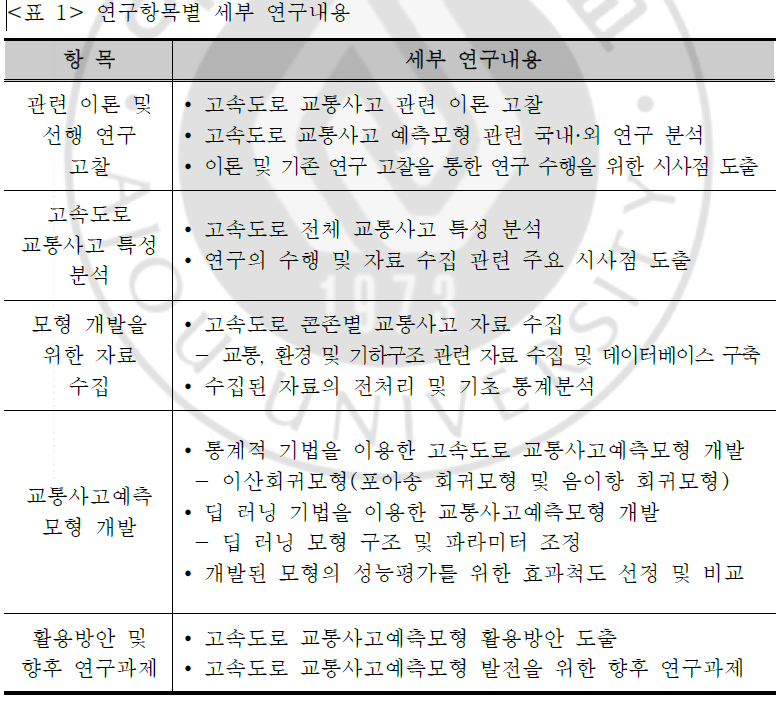 <표 1> 연구항목별 세부 연구내용
항 목 세부 연구내용
관련 이론 및
선행 연구
고찰
• 고속도로 교통사고 관련 이론 고찰
• 고속도로 교통사고 예측모형 관련 국내·외 연구 분석
• 이론 및 기존 연구 고찰을 통한 연구 수행을 위한 시사점 도출
고속도로
교통사고 특성
분석
• 고속도로 전체 교통사고 특성 분석
• 연구의 수행 및 자료 수집 관련 주요 시사점 도출
모형 개발을
위한 자료
수집
• 고속도로 콘존별 교통사고 자료 수집
– 교통, 환경 및 기하구조 관련 자료 수집 및 데이터베이스 구축
• 수집된 자료의 전처리 및 기초 통계분석
교통사고예측
모형 개발
• 통계적 기법을 이용한 고속도로 교통사고예측모형 개발
– 이산회귀모형(포아송 회귀모형 및 음이항 회귀모형)
• 딥 러닝 기법을 이용한 교통사고예측모형 개발
– 딥 러닝 모형 구조 및 파라미터 조정
• 개발된 모형의 성능평가를 위한 효과척도 선정 및 비교
활용방안 및
향후 연구과제
• 고속도로 교통사고예측모형 활용방안 도출
• 고속도로 교통사고예측모형 발전을 위한 향후 연구과제
AJOU UNIVERSITY
1973